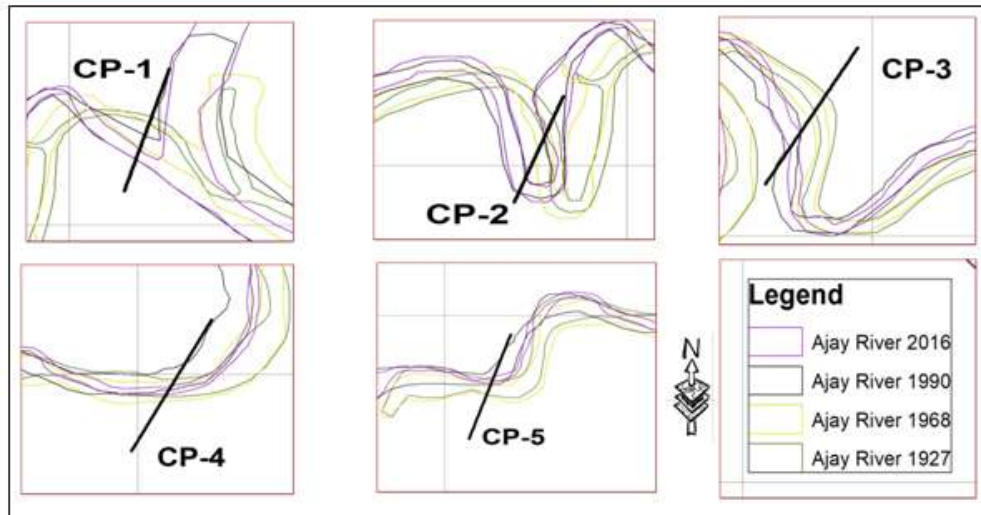 CP-1
CP-2
CP-3
CP-4
CP-5
N
Legend
Ajay River 2016
Ajay River 1990
Ajay River 1968
Ajay River 1927